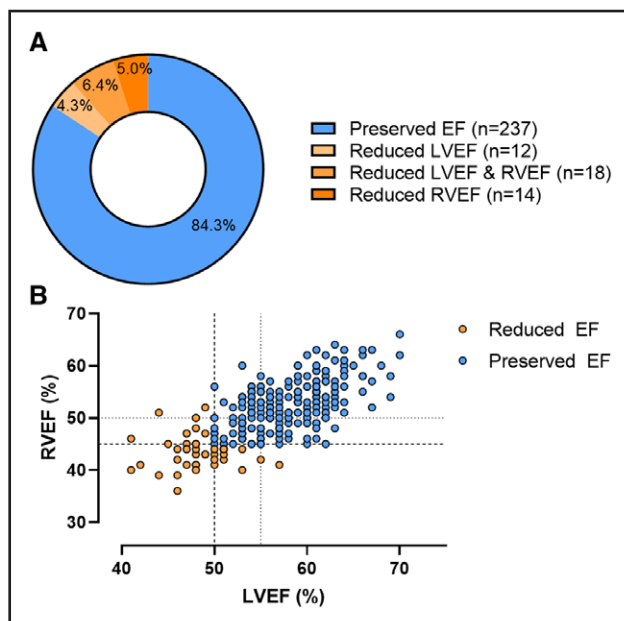 A
5.0%
6.4%
4.3%
84.3%
Preserved EF (n=237)
Reduced LVEF (n=12)
Reduced LVEF & RVEF (n=18)
Reduced RVEF (n=14)
B
70
60
50
40
30
RVEF (%)
40 50 60 70
LVEF (%)
Reduced EF
Preserved EF